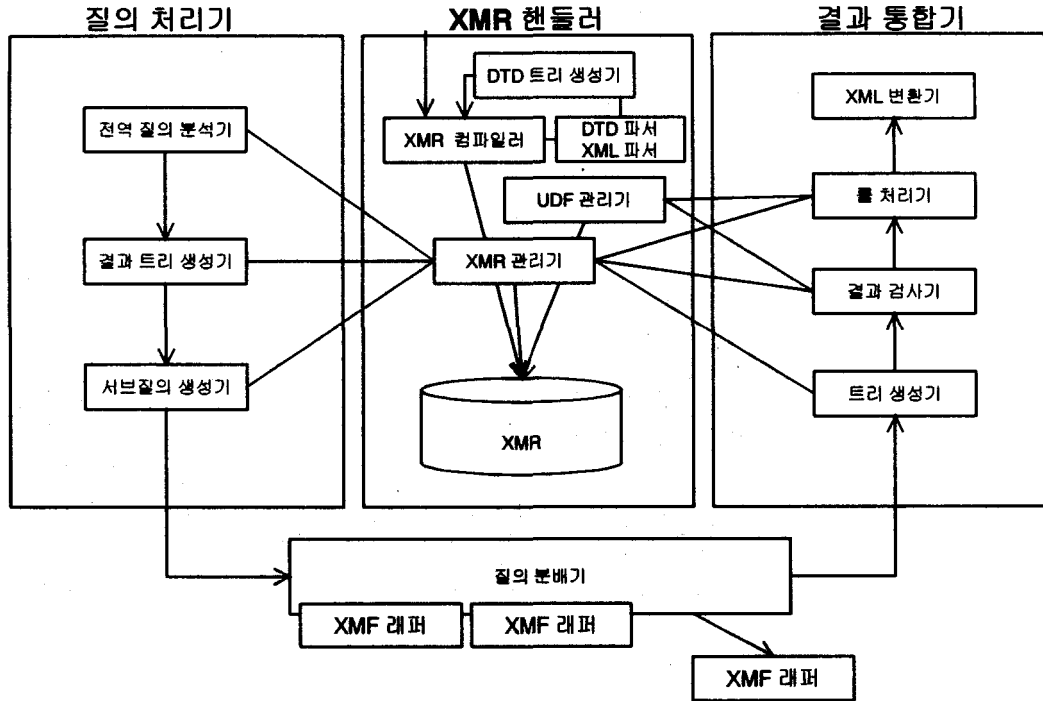 질의 처리기
XMR 핸들러
결과 통합기
DTD 트리 생성기
XML 변환기
전역 질의 분석기
XMR 컴파일러
DTD 파서
XML 파서
룰 처리기
UDF 관리기
결과 트리 생성기
XMR 관리기
결과 검사기
서브질의 생성기
트리 생성기
XMR
질의 분배기
XMF 래퍼
XMF 래퍼
XMF 래퍼